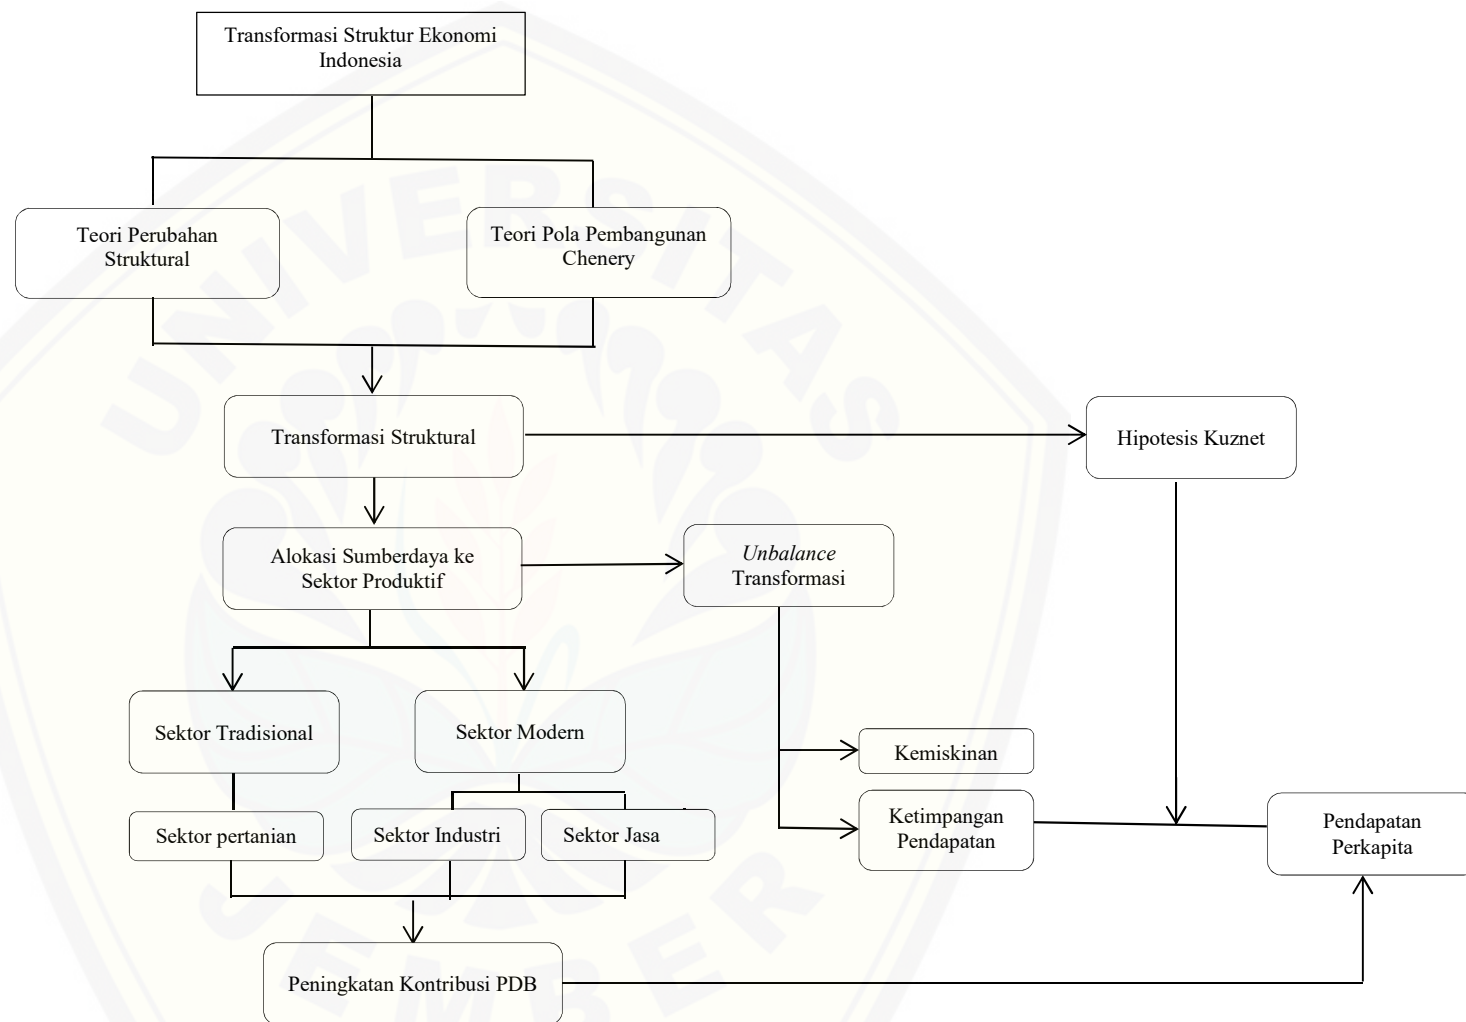 Transformasi Struktur Ekonomi
Indonesia
Teori Perubahan
Struktural
Teori Pola Pembangunan
Chenery
Transformasi Struktural
Hipotesis Kuznet
Alokasi Sumberdaya ke
Sektor Produktif
Unbalance
Transformasi
Sektor Tradisional
Sektor Modern
Kemiskinan
Sektor pertanian
Sektor Industri
Sektor Jasa
Ketimpangan
Pendapatan
Pendapatan
Perkapita
Peningkatan Kontribusi PDB
UNIVERSITAS
JEMBER